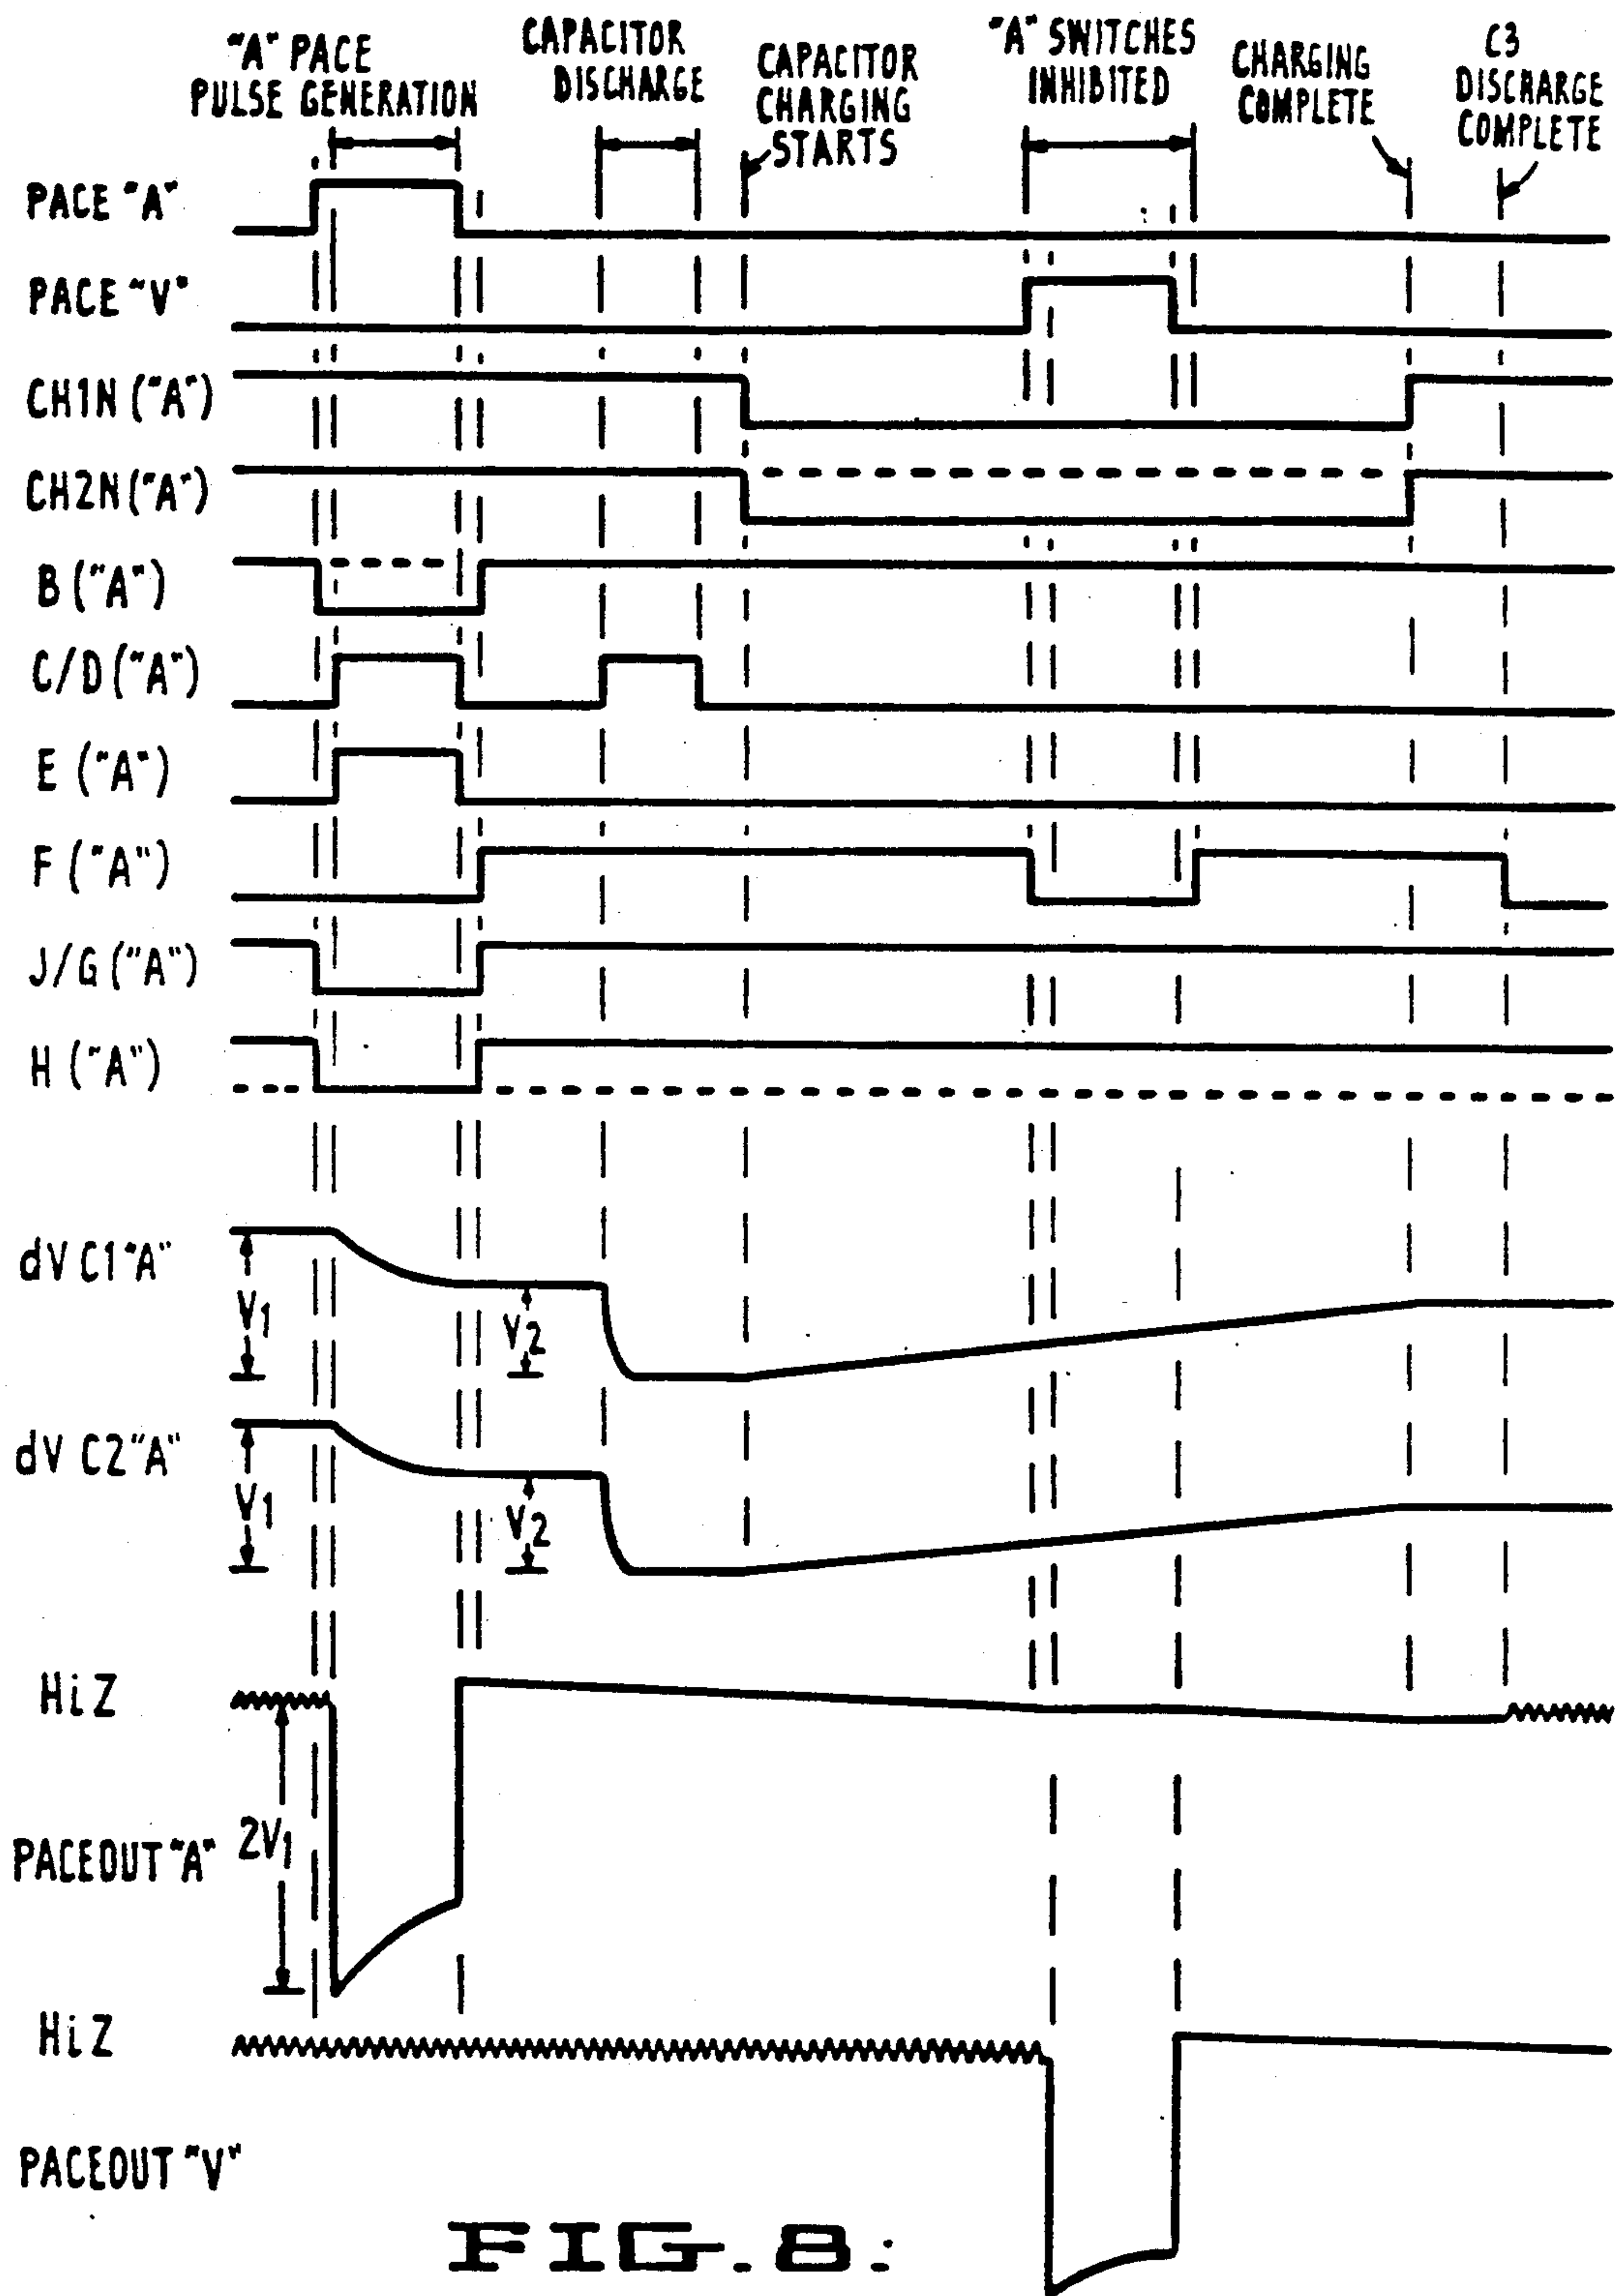 "A" PACE
PULSE GENERATION
CAPACITOR
DISCHARGE
CAPACITOR
CHARGING
STARTS
"A" SWITCHES
INHIBITED
CHARGING
COMPLETE
C3
DISCHARGE
COMPLETE
PACE "A"
PACE "V"
CH1N ("A")
CH2N ("A")
B ("A")
C/D ("A")
E ("A")
F ("A")
J/G ("A")
H ("A")
dV C1 "A"
V1
V2
dV C2 "A"
V1
V2
HiZ
2V1
PACEOUT "A"
HiZ
PACEOUT "V"
FIG. 8.